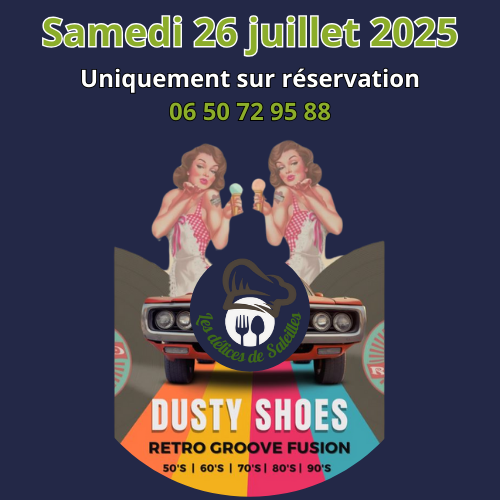 Samedi 26 juillet 2025
Uniquement sur réservation
06 50 72 95 88
Les délices de Saleilles
DUSTY SHOES
RETRO GROOVE FUSION
50'S | 60'S | 70'S | 80'S | 90'S